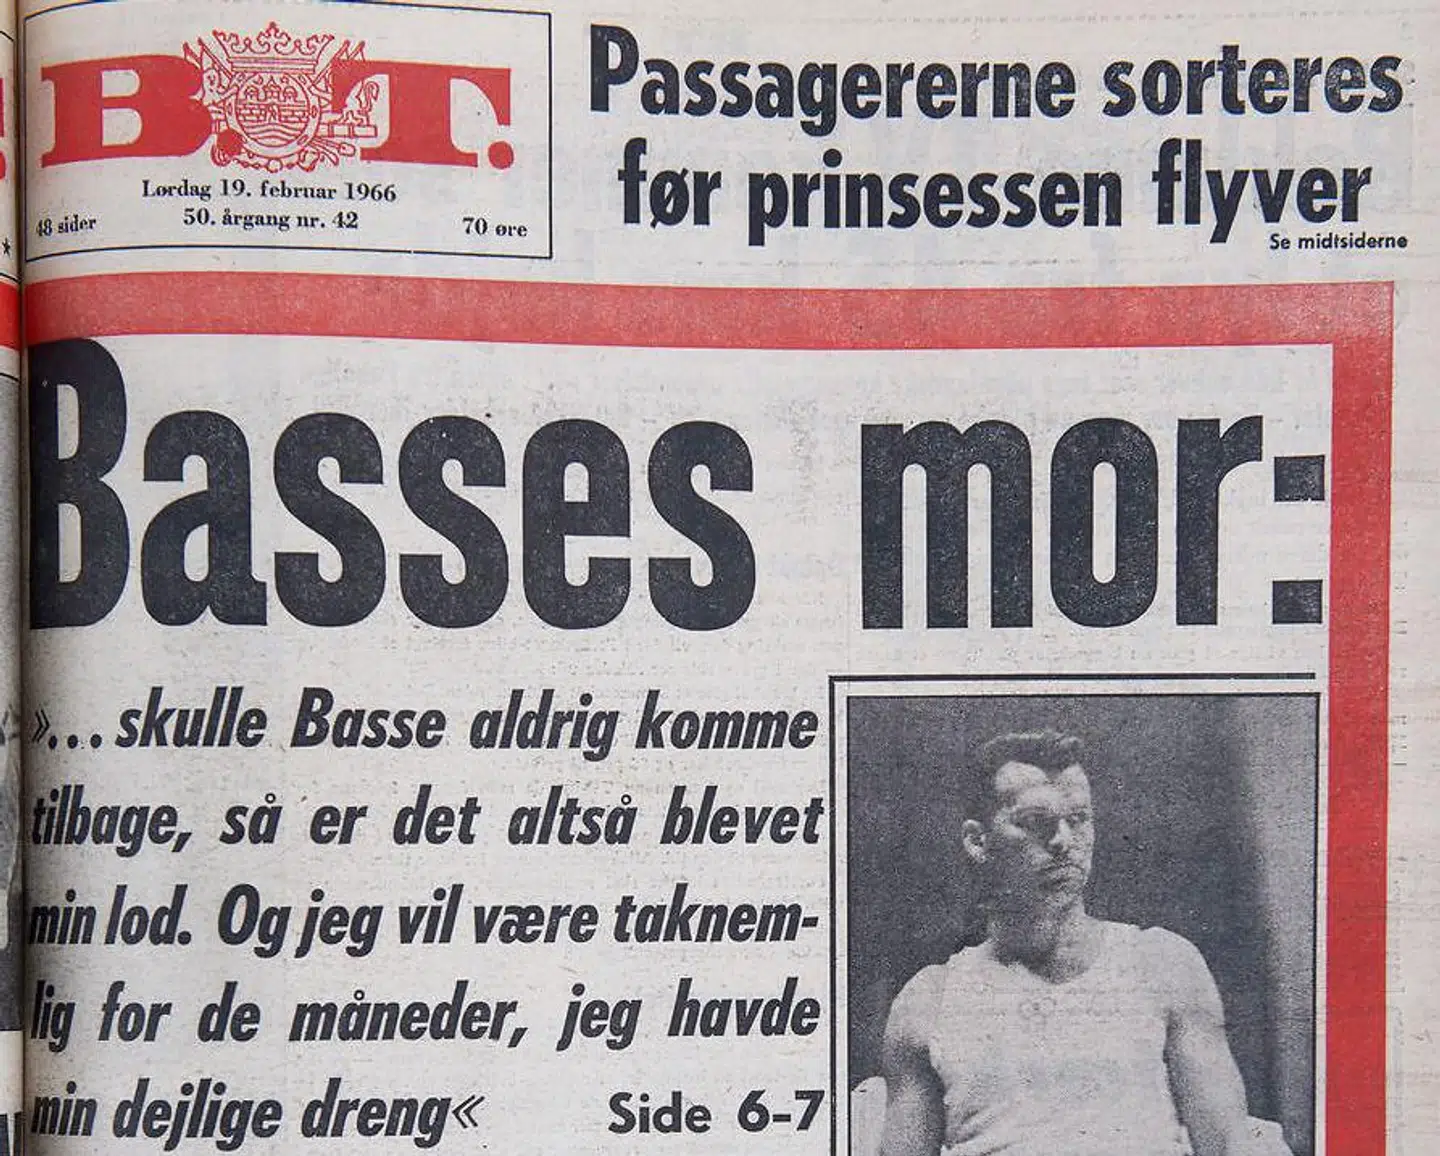 B.T.
Lørdag 19. februar 1966
48 sider
50. årgang nr. 42
70 øre
Passagererne sorteres
før prinsessen flyver
Se midtsiderne
Basses mor:
»... skulle Basse aldrig komme
tilbage, så er det altså blevet
min lod. Og jeg vil være taknem-
lig for de måneder, jeg havde
min dejlige dreng«
Side 6-7